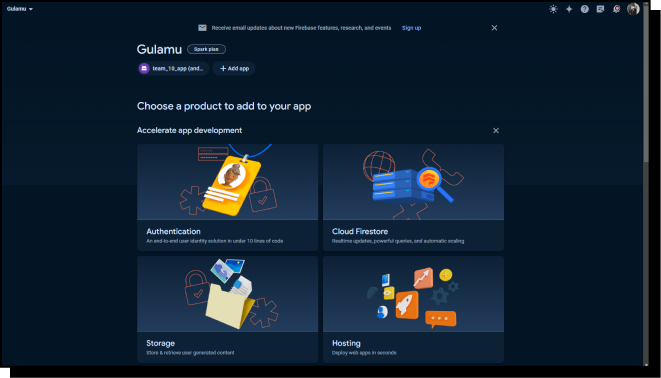 Gulamu
Receive email updates about new Firebase features, research, and events Sign up
Gulamu Spark plan
team_10_app (and... + Add app
Choose a product to add to your app
Accelerate app development
Authentication
An end-to-end user identity solution in under 10 lines of code
Cloud Firestore
Realtime updates, powerful queries, and automatic scaling
Storage
Store & retrieve user generated content
Hosting
Deploy web apps in seconds